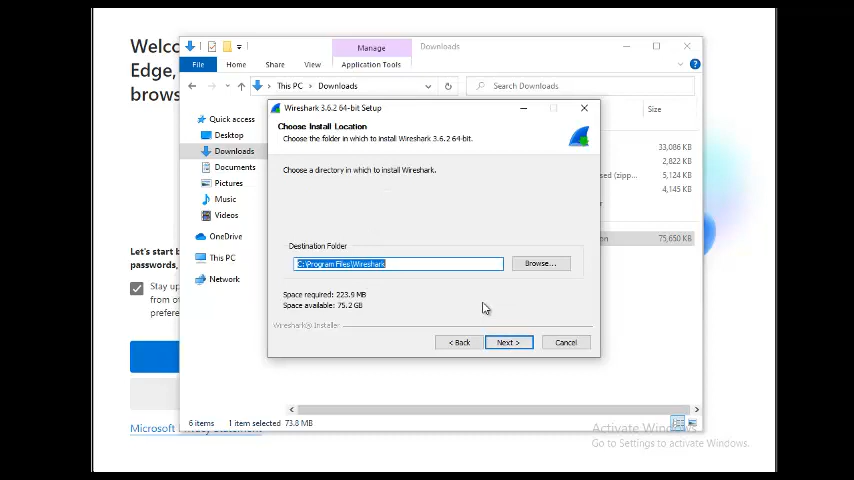 Welco
Edge,
brows
Manage
Downloads
File
Home
Share
View
Application Tools
This PC
Downloads
Search Downloads
Wireshark 3.6.2 64-bit Setup
Size
Choose Install Location
Choose the folder in which to install Wireshark 3.6.2 64-bit.
Quick access
Desktop
Downloads
Documents
Pictures
Music
Videos
OneDrive
This PC
Network
33,086 KB
2,822 KB
sed (zipp...
5,124 KB
4,145 KB
on
75,650 KB
Choose a directory in which to install Wireshark.
Destination Folder
C:\Program Files\Wireshark
Browse...
Space required: 223.9 MB
Space available: 75.2 GB
Wireshark® Installer
< Back
Next >
Cancel
Let's start b
passwords,
Stay up
from o
prefere
6 items
1 item selected
73.8 MB
Microsoft Privacy Statement
Activate Windows
Go to Settings to activate Windows.